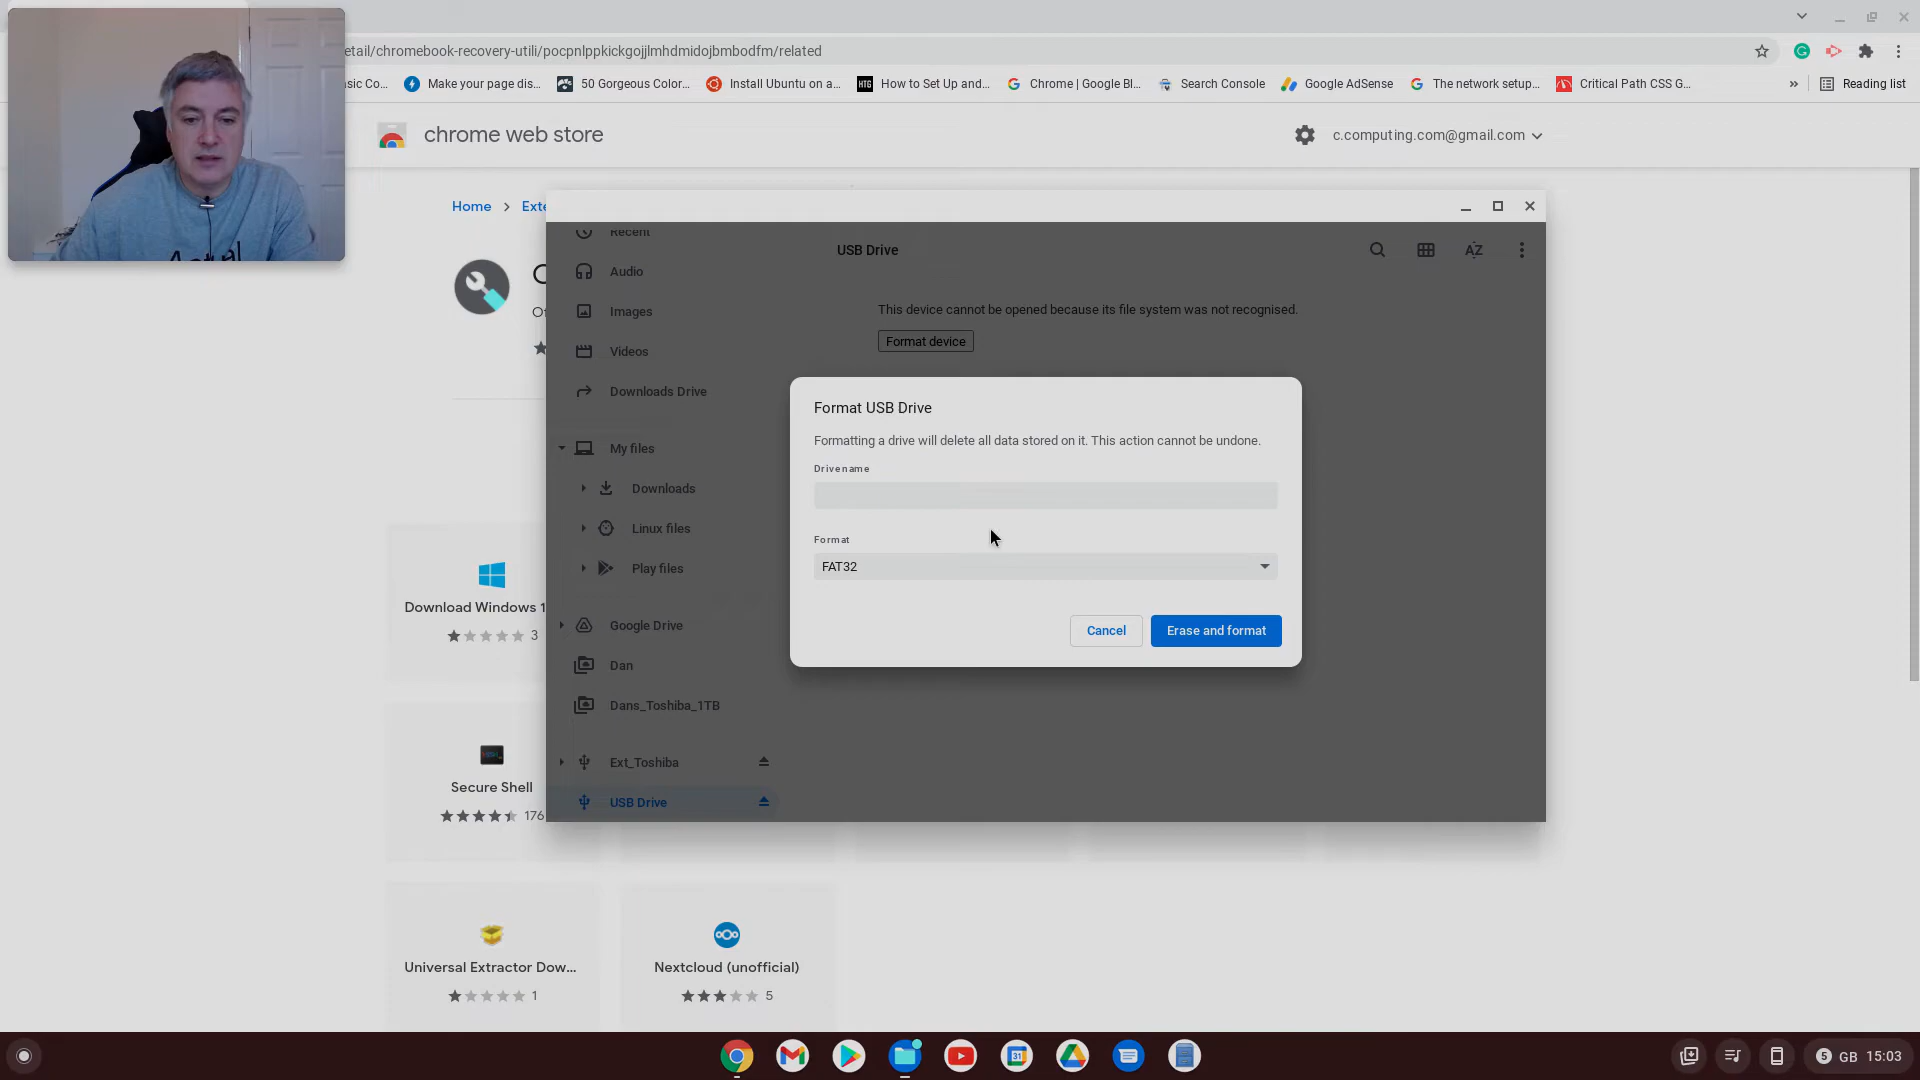 etail/chromebook-recovery-utili/pocpnlppkickgojjlmhdmidojbmbodfm/related
asic Co...
Make your page dis...
50 Gorgeous Color...
Install Ubuntu on a...
HTG
How to Set Up and...
Chrome | Google Bl...
Search Console
Google AdSense
The network setup...
Critical Path CSS G...
»
Reading list
chrome web store
c.computing.com@gmail.com
Home
Exte
USB Drive
AZ
Recent
Audio
Images
Videos
Downloads Drive
My files
Downloads
Linux files
Play files
Google Drive
Dan
Dans_Toshiba_1TB
Ext_Toshiba
USB Drive
This device cannot be opened because its file system was not recognised.
Format device
Format USB Drive
Formatting a drive will delete all data stored on it. This action cannot be undone.
Drive name
Format
FAT32
Cancel
Erase and format
Download Windows 1
3
Secure Shell
176
Universal Extractor Dow...
1
Nextcloud (unofficial)
5
31
5 GB 15:03